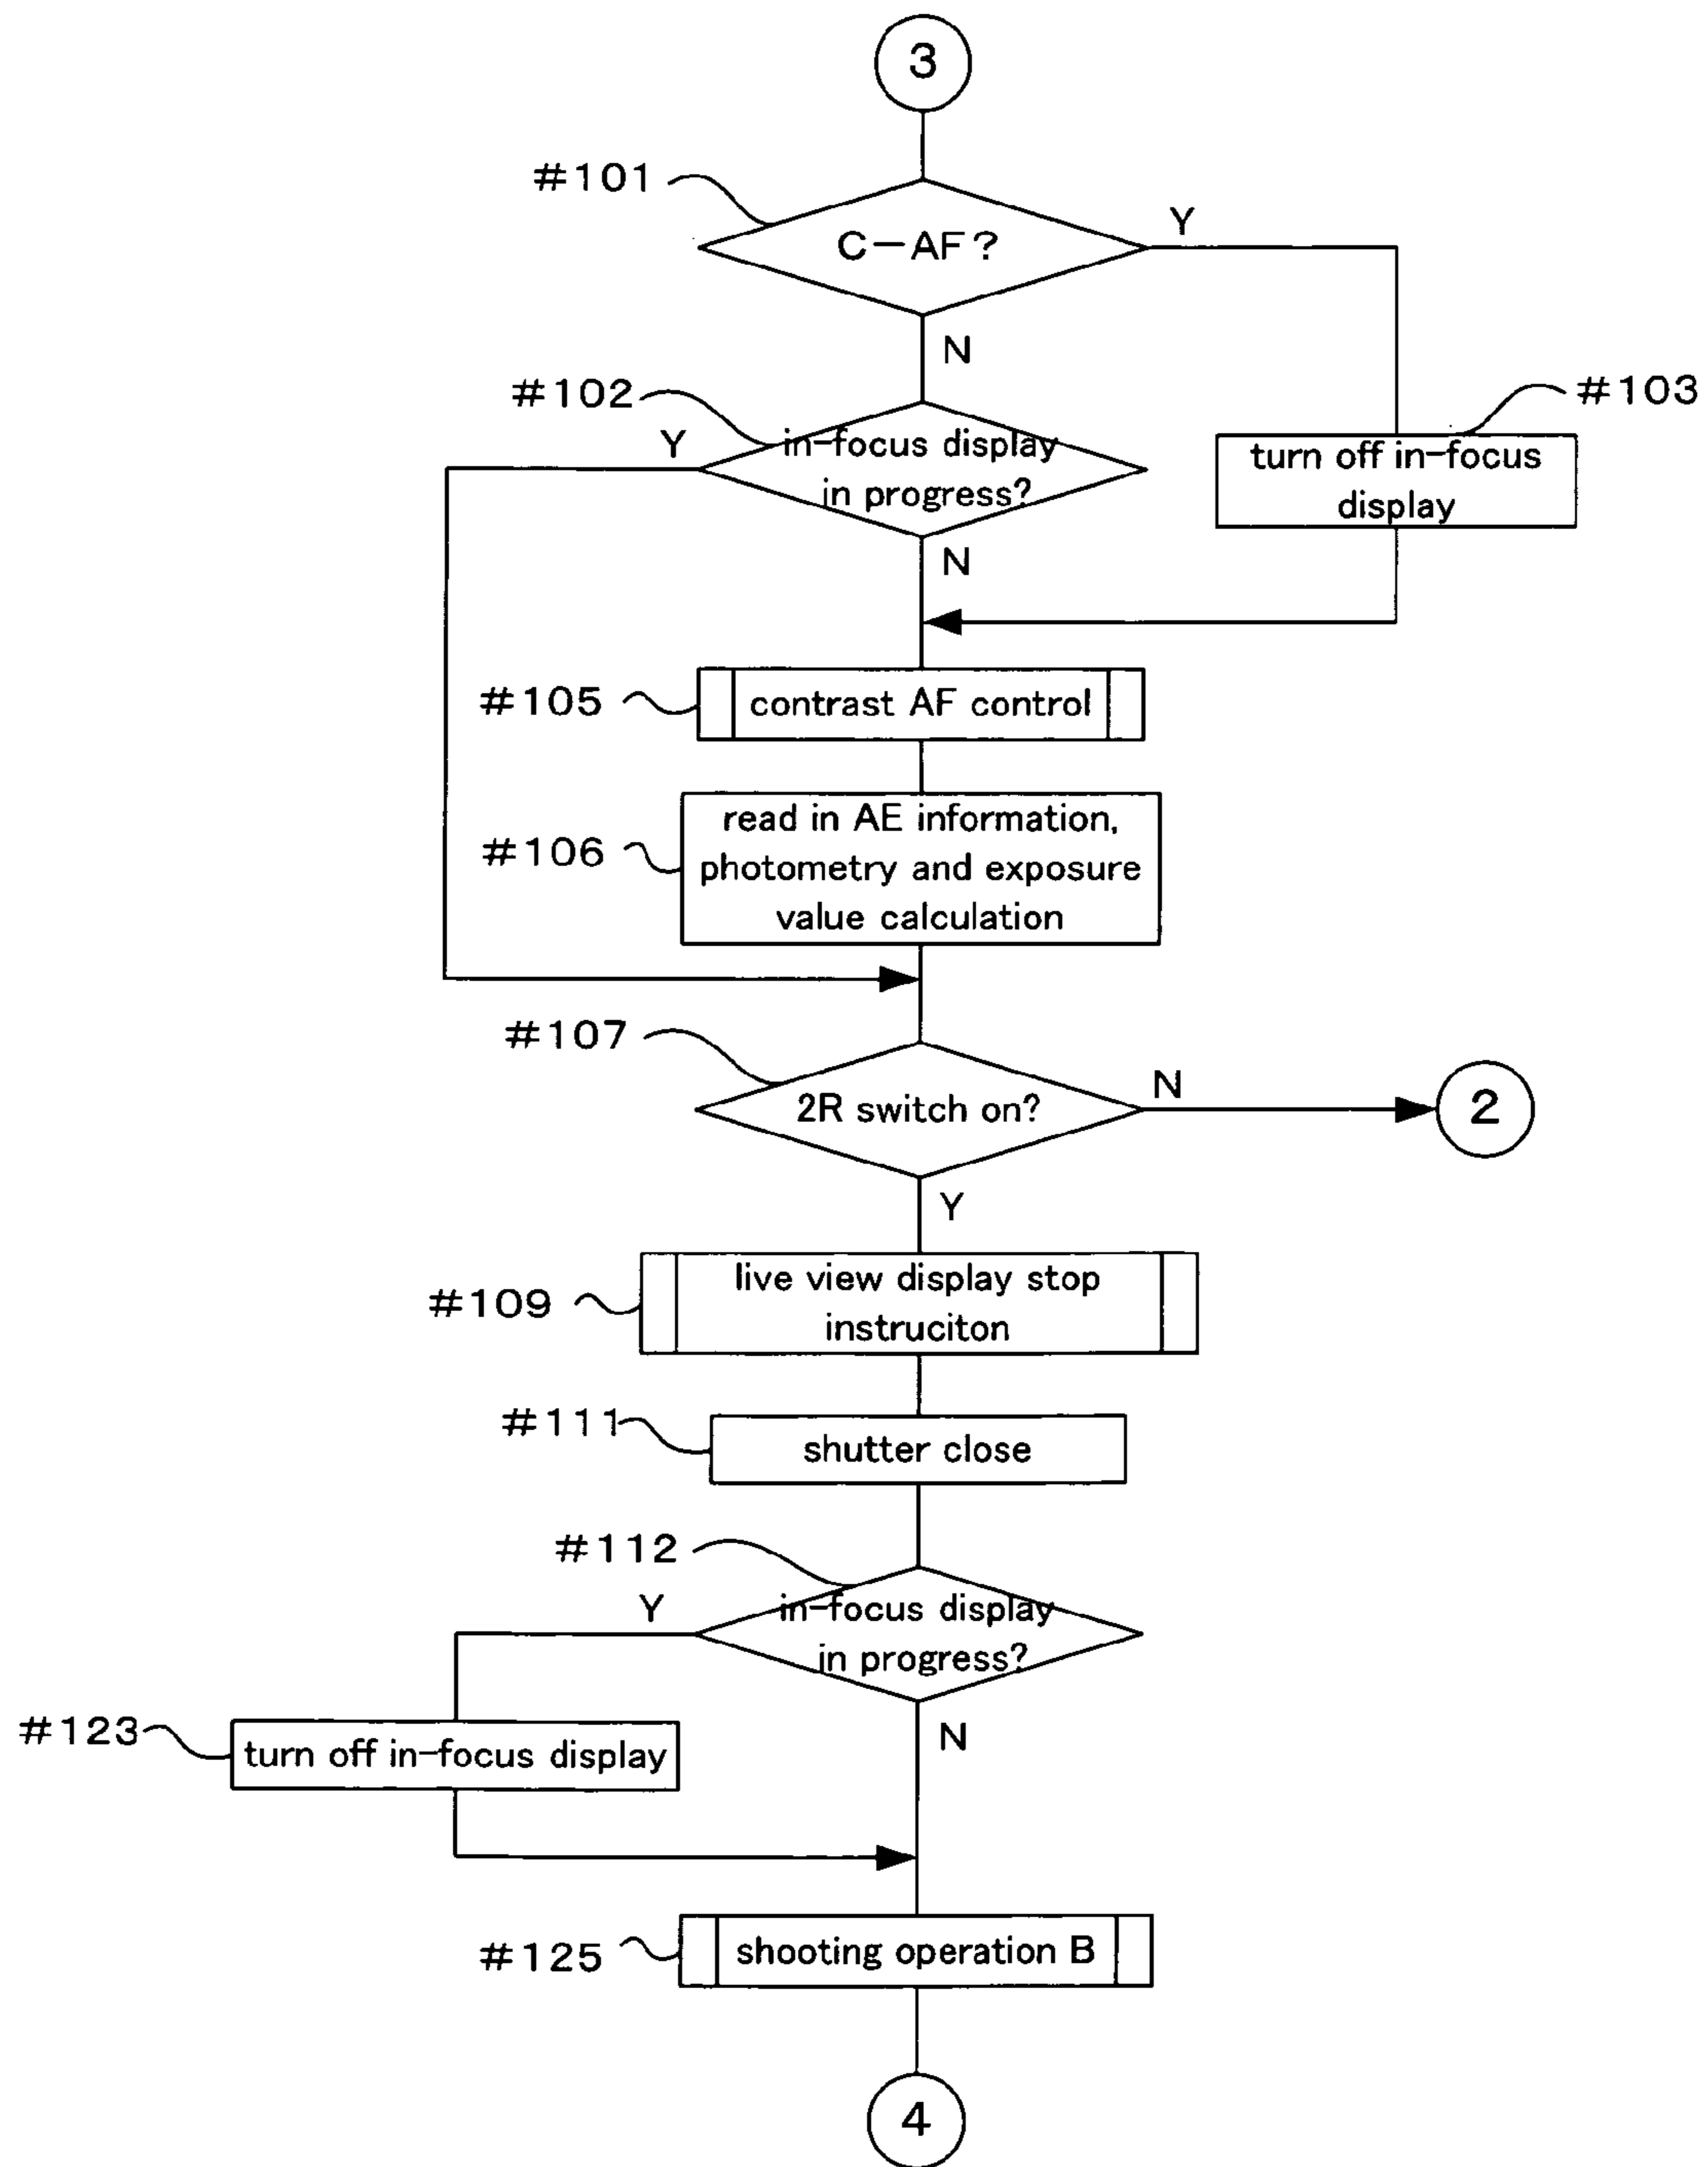 3
#101
C-AF?
Y
N
#102
in-focus display
in progress?
Y
N
#103
turn off in-focus
display
#105
contrast AF control
#106
read in AE information,
photometry and exposure
value calculation
#107
2R switch on?
N
2
Y
#109
live view display stop
instruciton
#111
shutter close
#112
in-focus display
in progress?
Y
N
#123
turn off in-focus display
#125
shooting operation B
4